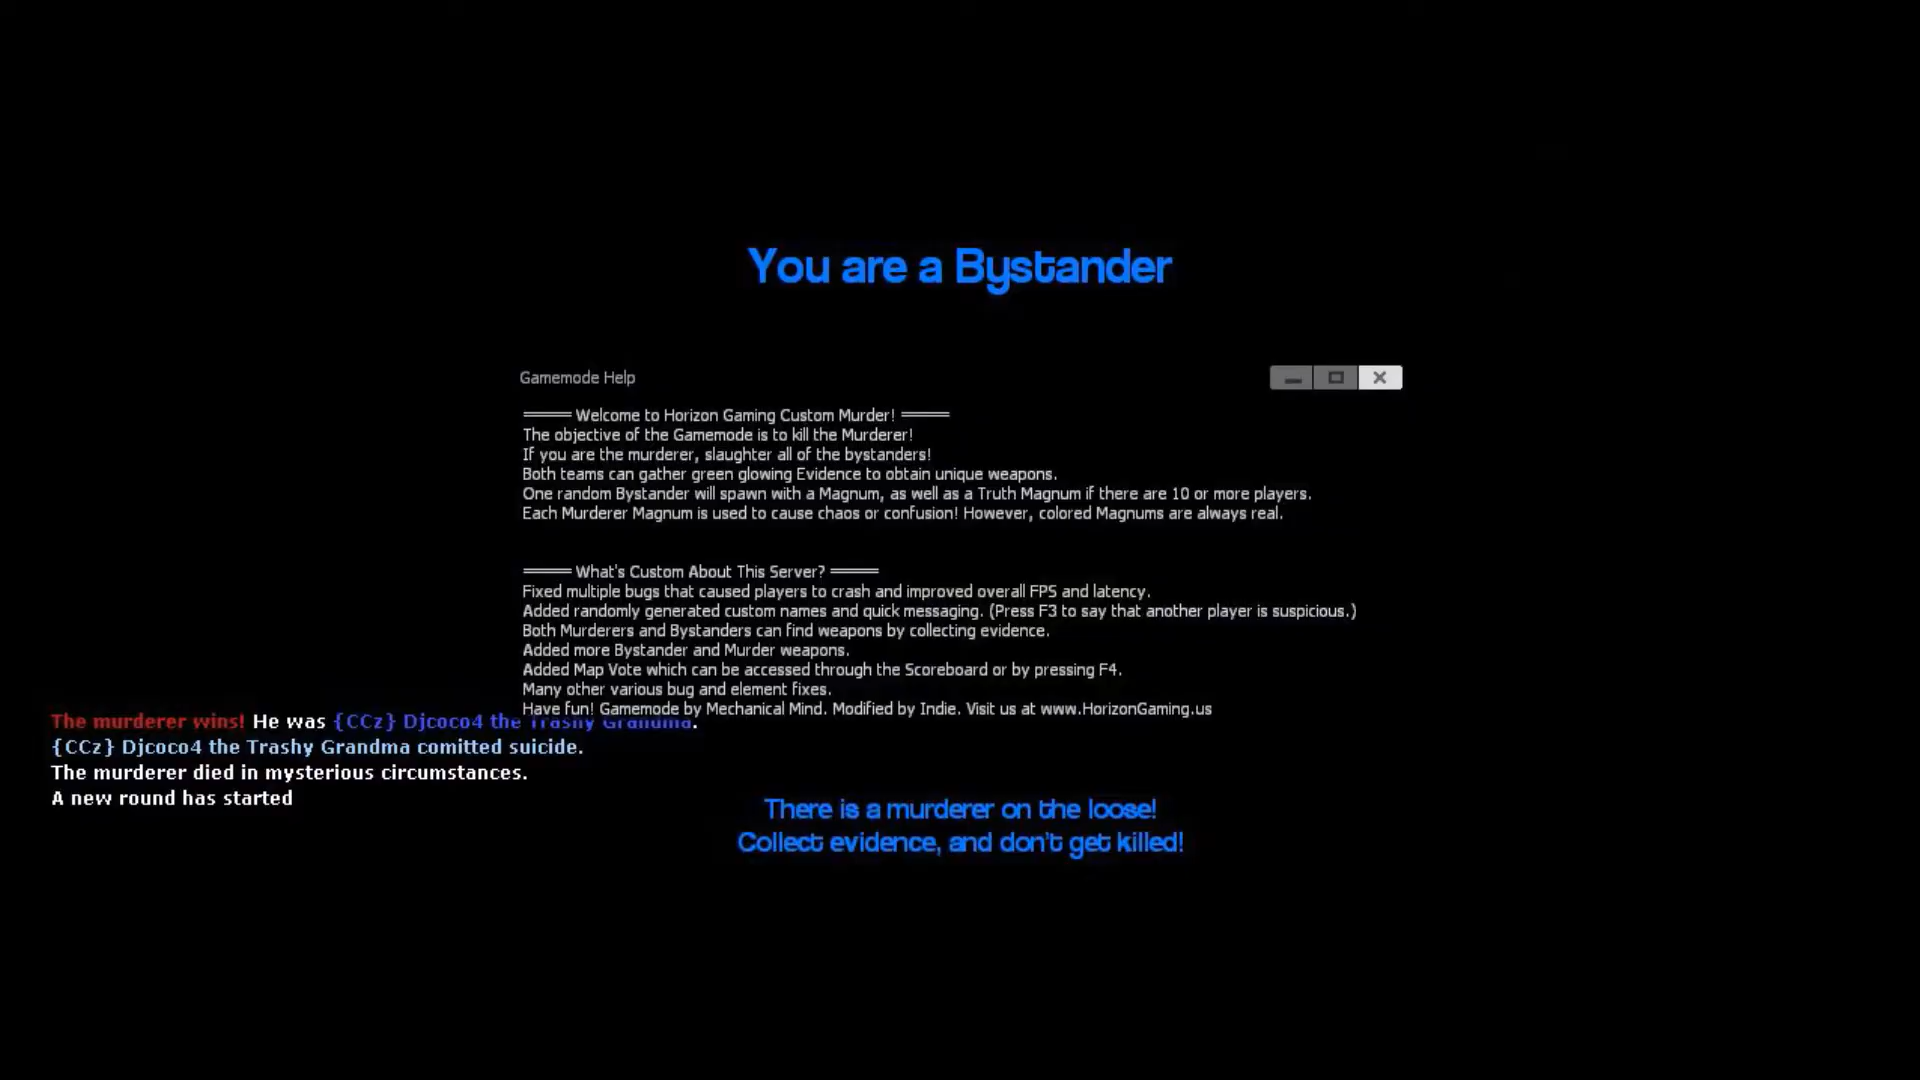 You are a Bystander
Gamemode Help
===== Welcome to Horizon Gaming Custom Murder! =====
The objective of the Gamemode is to kill the Murderer!
If you are the murderer, slaughter all of the bystanders!
Both teams can gather green glowing Evidence to obtain unique weapons.
One random Bystander will spawn with a Magnum, as well as a Truth Magnum if there are 10 or more players.
Each Murderer Magnum is used to cause chaos or confusion! However, colored Magnums are always real.
===== What's Custom About This Server? =====
Fixed multiple bugs that caused players to crash and improved overall FPS and latency.
Added randomly generated custom names and quick messaging. (Press F3 to say that another player is suspicious.)
Both Murderers and Bystanders can find weapons by collecting evidence.
Added more Bystander and Murder weapons.
Added Map Vote which can be accessed through the Scoreboard or by pressing F4.
Many other various bug and element fixes.
Have fun! Gamemode by Mechanical Mind. Modified by Indie. Visit us at www.HorizonGaming.us
The murderer wins! He was {CCz} Djcoco4 the Trashy Grandma.
{CCz} Djcoco4 the Trashy Grandma comitted suicide.
The murderer died in mysterious circumstances.
A new round has started
There is a murderer on the loose!
Collect evidence, and don't get killed!